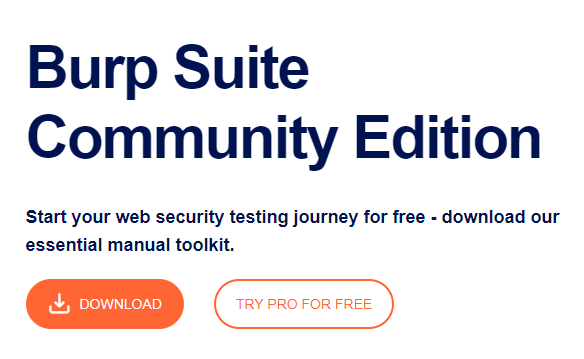 Burp Suite
Community Edition
Start your web security testing journey for free - download our
essential manual toolkit.
DOWNLOAD
TRY PRO FOR FREE